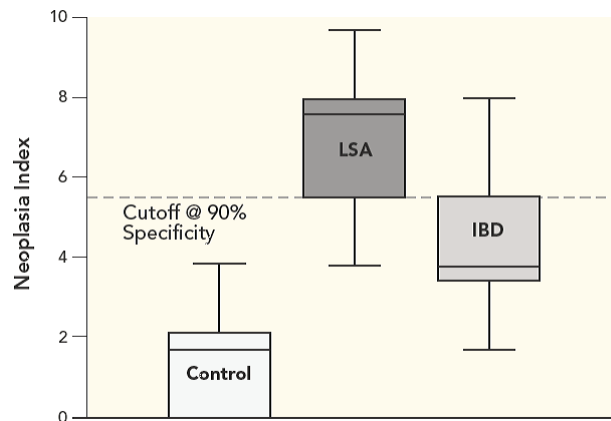 10
8
6
4
2
0
Neoplasia Index
Cutoff @ 90%
Specificity
Control
LSA
IBD